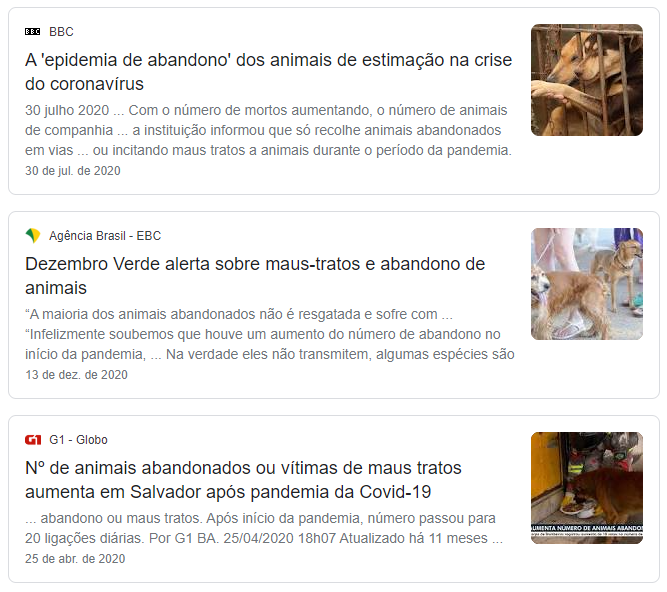 BBC BBC
A 'epidemia de abandono' dos animais de estimação na crise
do coronavírus
30 julho 2020 ... Com o número de mortos aumentando, o número de animais
de companhia ... a instituição informou que só recolhe animais abandonados
em vias ... ou incitando maus tratos a animais durante o período da pandemia.
30 de jul. de 2020
Agência Brasil - EBC
Dezembro Verde alerta sobre maus-tratos e abandono de
animais
“A maioria dos animais abandonados não é resgatada e sofre com ...
“Infelizmente soubemos que houve um aumento do número de abandono no
início da pandemia, ... Na verdade eles não transmitem, algumas espécies são
13 de dez. de 2020
G1 G1 - Globo
Nº de animais abandonados ou vítimas de maus tratos
aumenta em Salvador após pandemia da Covid-19
... abandono ou maus tratos. Após início da pandemia, número passou para
20 ligações diárias. Por G1 BA. 25/04/2020 18h07 Atualizado há 11 meses ...
25 de abr. de 2020
AUMENTA NÚMERO DE ANIMAIS ABANDON